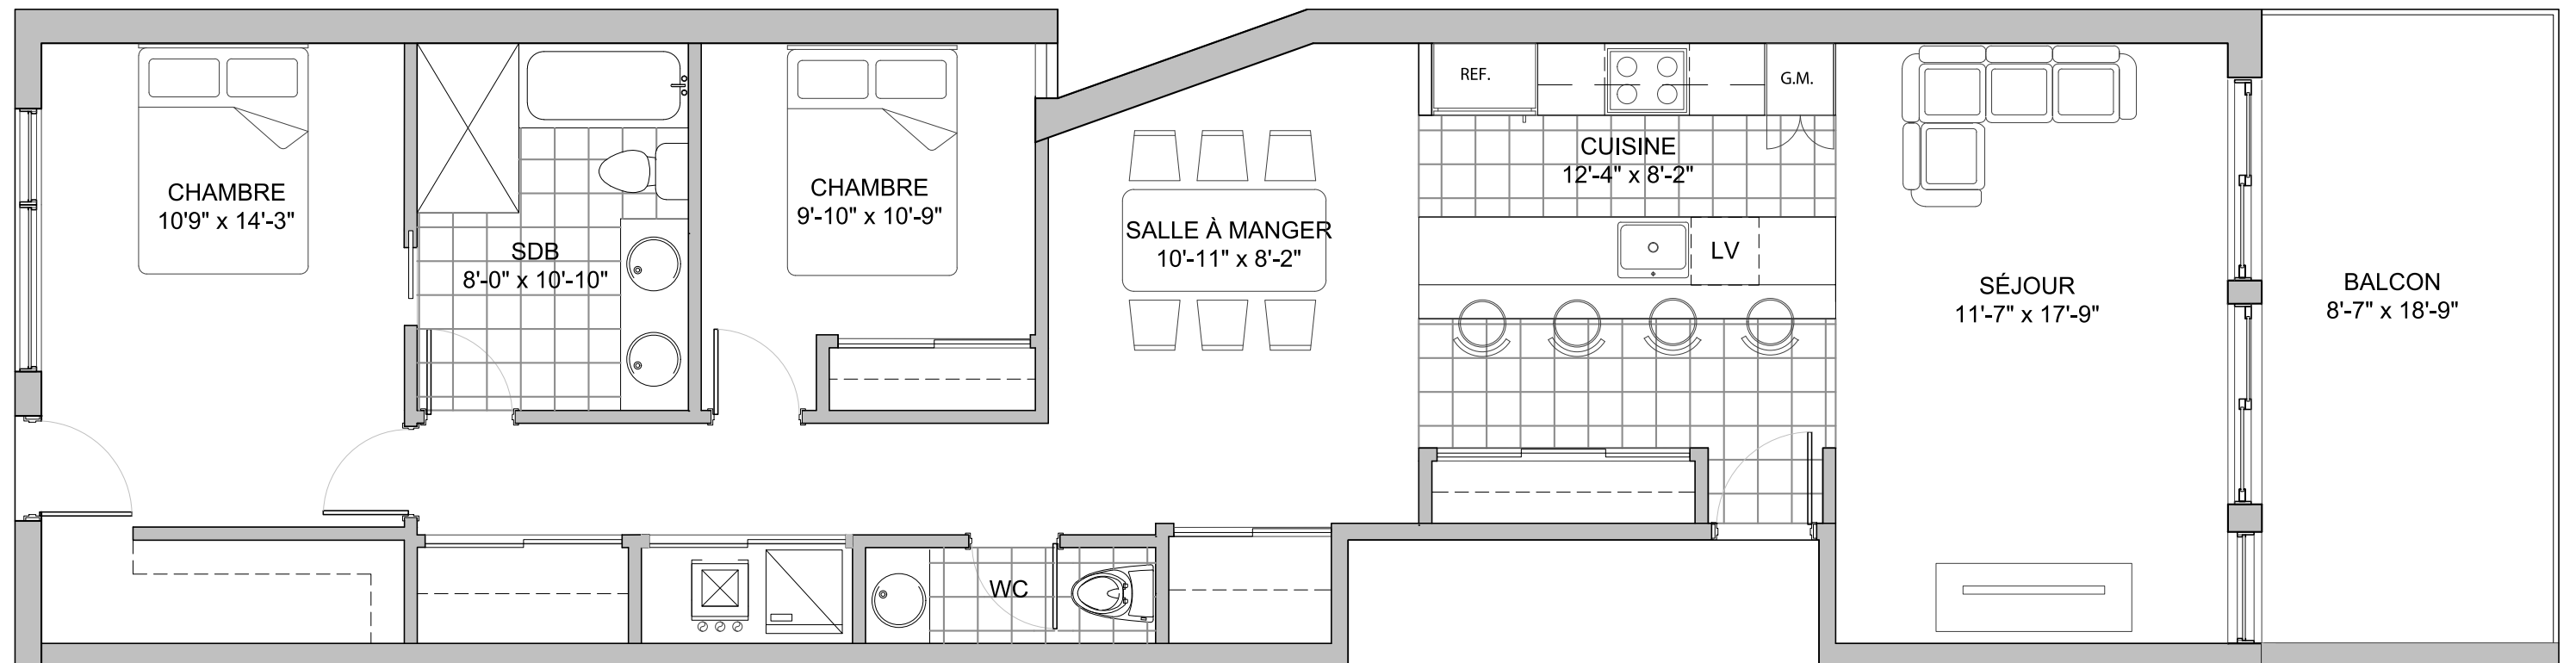 CHAMBRE
10'9" x 14'-3"
SDB
8'-0" x 10'-10"
CHAMBRE
9'-10" x 10'-9"
SALLE À MANGER
10'-11" x 8'-2"
REF.
G.M.
CUISINE
12'-4" x 8'-2"
LV
SÉJOUR
11'-7" x 17'-9"
BALCON
8'-7" x 18'-9"
WC